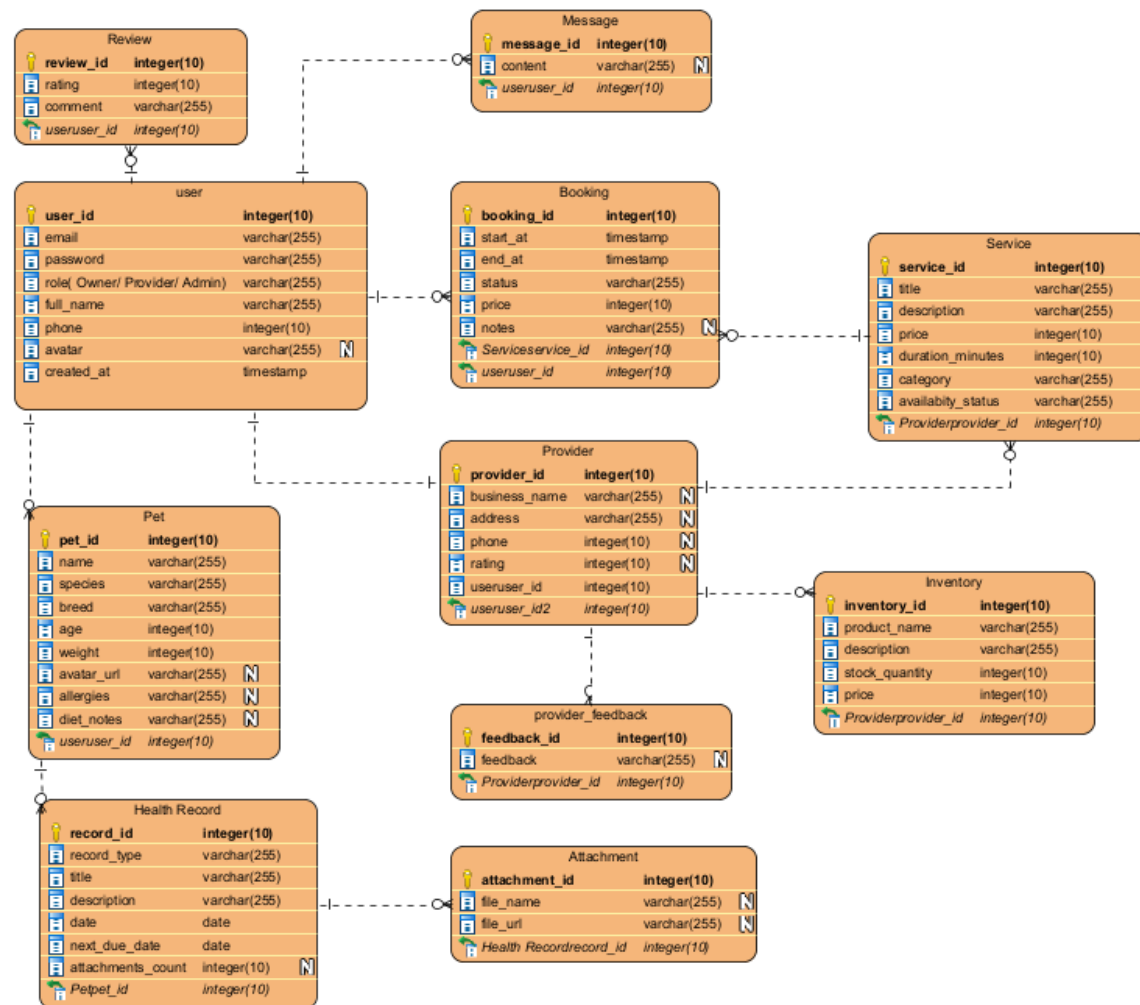 Review
review_id integer(10)
rating integer(10)
comment varchar(255)
useruser_id integer(10)
Message
message_id integer(10)
content varchar(255) N
useruser_id integer(10)
user
user_id integer(10)
email varchar(255)
password varchar(255)
role( Owner/ Provider/ Admin) varchar(255)
full_name varchar(255)
phone integer(10)
avatar varchar(255) N
created_at timestamp
Booking
booking_id integer(10)
start_at timestamp
end_at timestamp
status varchar(255)
price integer(10)
notes varchar(255) N
Serviceservice_id integer(10)
useruser_id integer(10)
Service
service_id integer(10)
title varchar(255)
description varchar(255)
price integer(10)
duration_minutes integer(10)
category varchar(255)
availabity_status varchar(255)
Providerprovider_id integer(10)
Provider
provider_id integer(10)
business_name varchar(255) N
address varchar(255) N
phone integer(10) N
rating integer(10) N
useruser_id integer(10)
useruser_id2 integer(10)
Pet
pet_id integer(10)
name varchar(255)
species varchar(255)
breed varchar(255)
age integer(10)
weight integer(10)
avatar_url varchar(255) N
allergies varchar(255) N
diet_notes varchar(255) N
useruser_id integer(10)
Inventory
inventory_id integer(10)
product_name varchar(255)
description varchar(255)
stock_quantity integer(10)
price integer(10)
Providerprovider_id integer(10)
provider_feedback
feedback_id integer(10)
feedback varchar(255) N
Providerprovider_id integer(10)
Health Record
record_id integer(10)
record_type varchar(255)
title varchar(255)
description varchar(255)
date date
next_due_date date
attachments_count integer(10) N
Petpet_id integer(10)
Attachment
attachment_id integer(10)
file_name varchar(255) N
file_url varchar(255) N
Health Recordrecord_id integer(10)